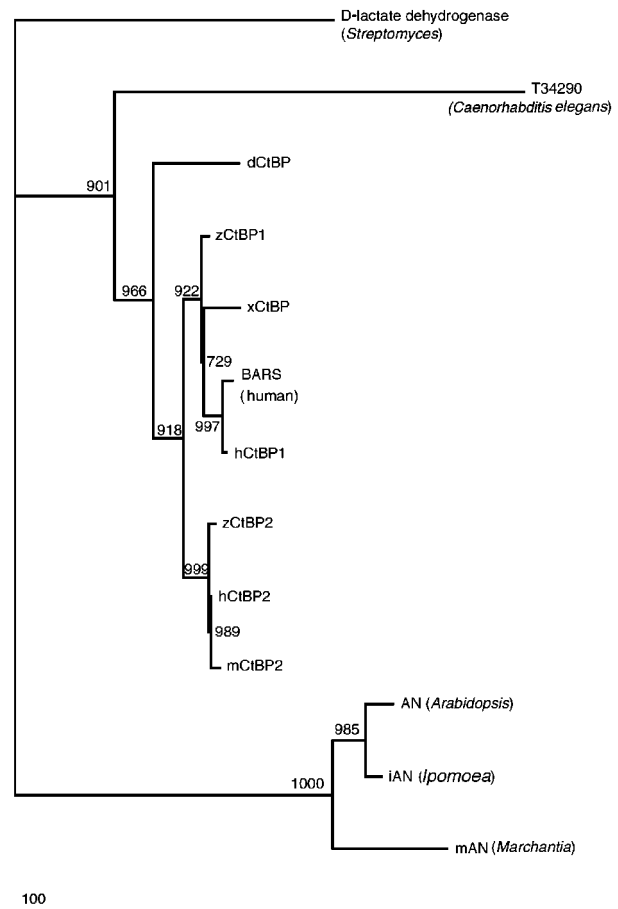 D-lactate dehydrogenase
(Streptomyces)
T34290
(Caenorhabditis elegans)
dCtBP
901
zCtBP1
966
922
xCtBP
729
BARS
(human)
997
918
hCtBP1
zCtBP2
999
hCtBP2
989
mCtBP2
AN (Arabidopsis)
985
iAN (Ipomoea)
1000
mAN (Marchantia)
100